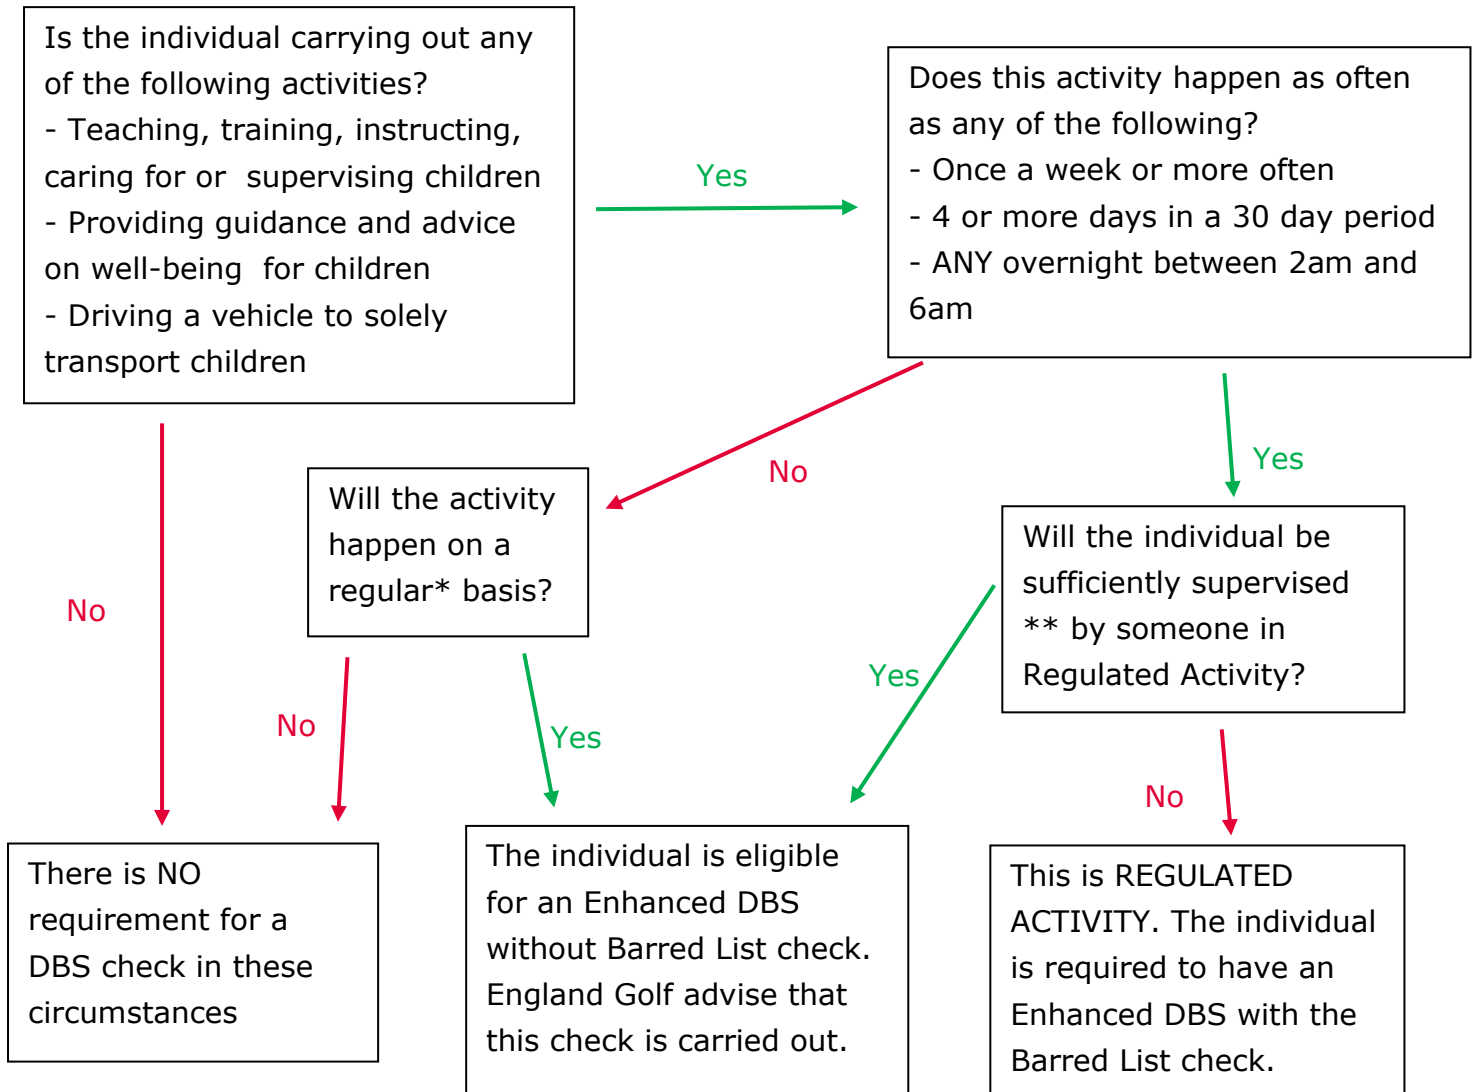 Is the individual carrying out any
of the following activities?
- Teaching, training, instructing,
caring for or  supervising children
- Providing guidance and advice
on well-being  for children
- Driving a vehicle to solely
transport children
Yes
Does this activity happen as often
as any of the following?
- Once a week or more often
- 4 or more days in a 30 day period
- ANY overnight between 2am and
6am
No
No
Yes
Will the activity
happen on a
regular* basis?
Will the individual be
sufficiently supervised
** by someone in
Regulated Activity?
No
Yes
Yes
No
There is NO
requirement for a
DBS check in these
circumstances
The individual is eligible
for an Enhanced DBS
without Barred List check.
England Golf advise that
this check is carried out.
This is REGULATED
ACTIVITY. The individual
is required to have an
Enhanced DBS with the
Barred List check.